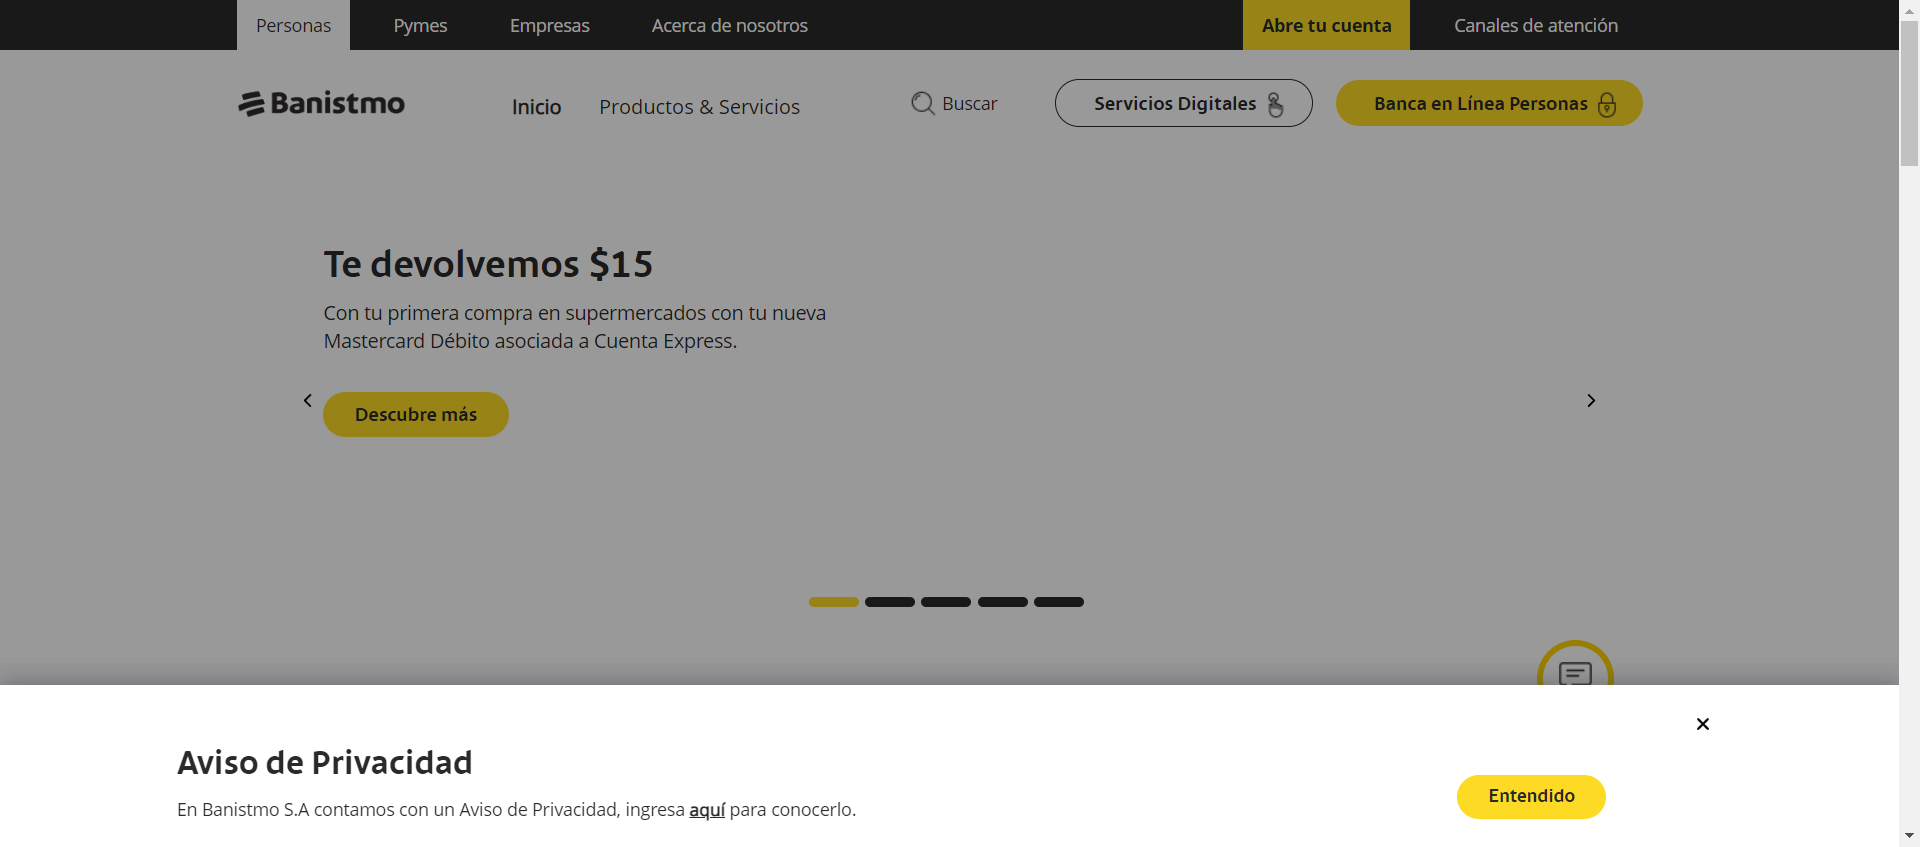 Personas Pymes Empresas Acerca de nosotros Abre tu cuenta Canales de atención
Banistmo Inicio Productos & Servicios Buscar Servicios Digitales Banca en Línea Personas
Te devolvemos $15
Con tu primera compra en supermercados con tu nueva
Mastercard Débito asociada a Cuenta Express.
Descubre más
Aviso de Privacidad
En Banistmo S.A contamos con un Aviso de Privacidad, ingresa aquí para conocerlo.
Entendido